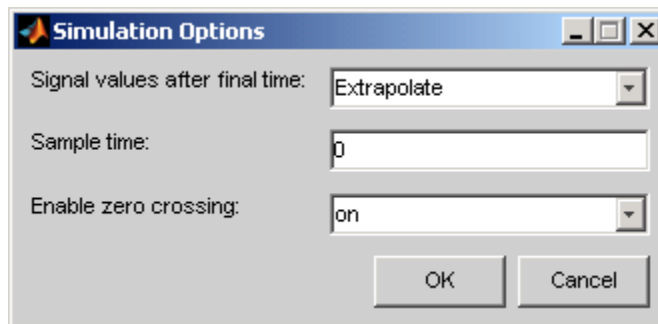 Simulation Options
Signal values after final time: Extrapolate
Sample time: 0
Enable zero crossing: on
OK Cancel